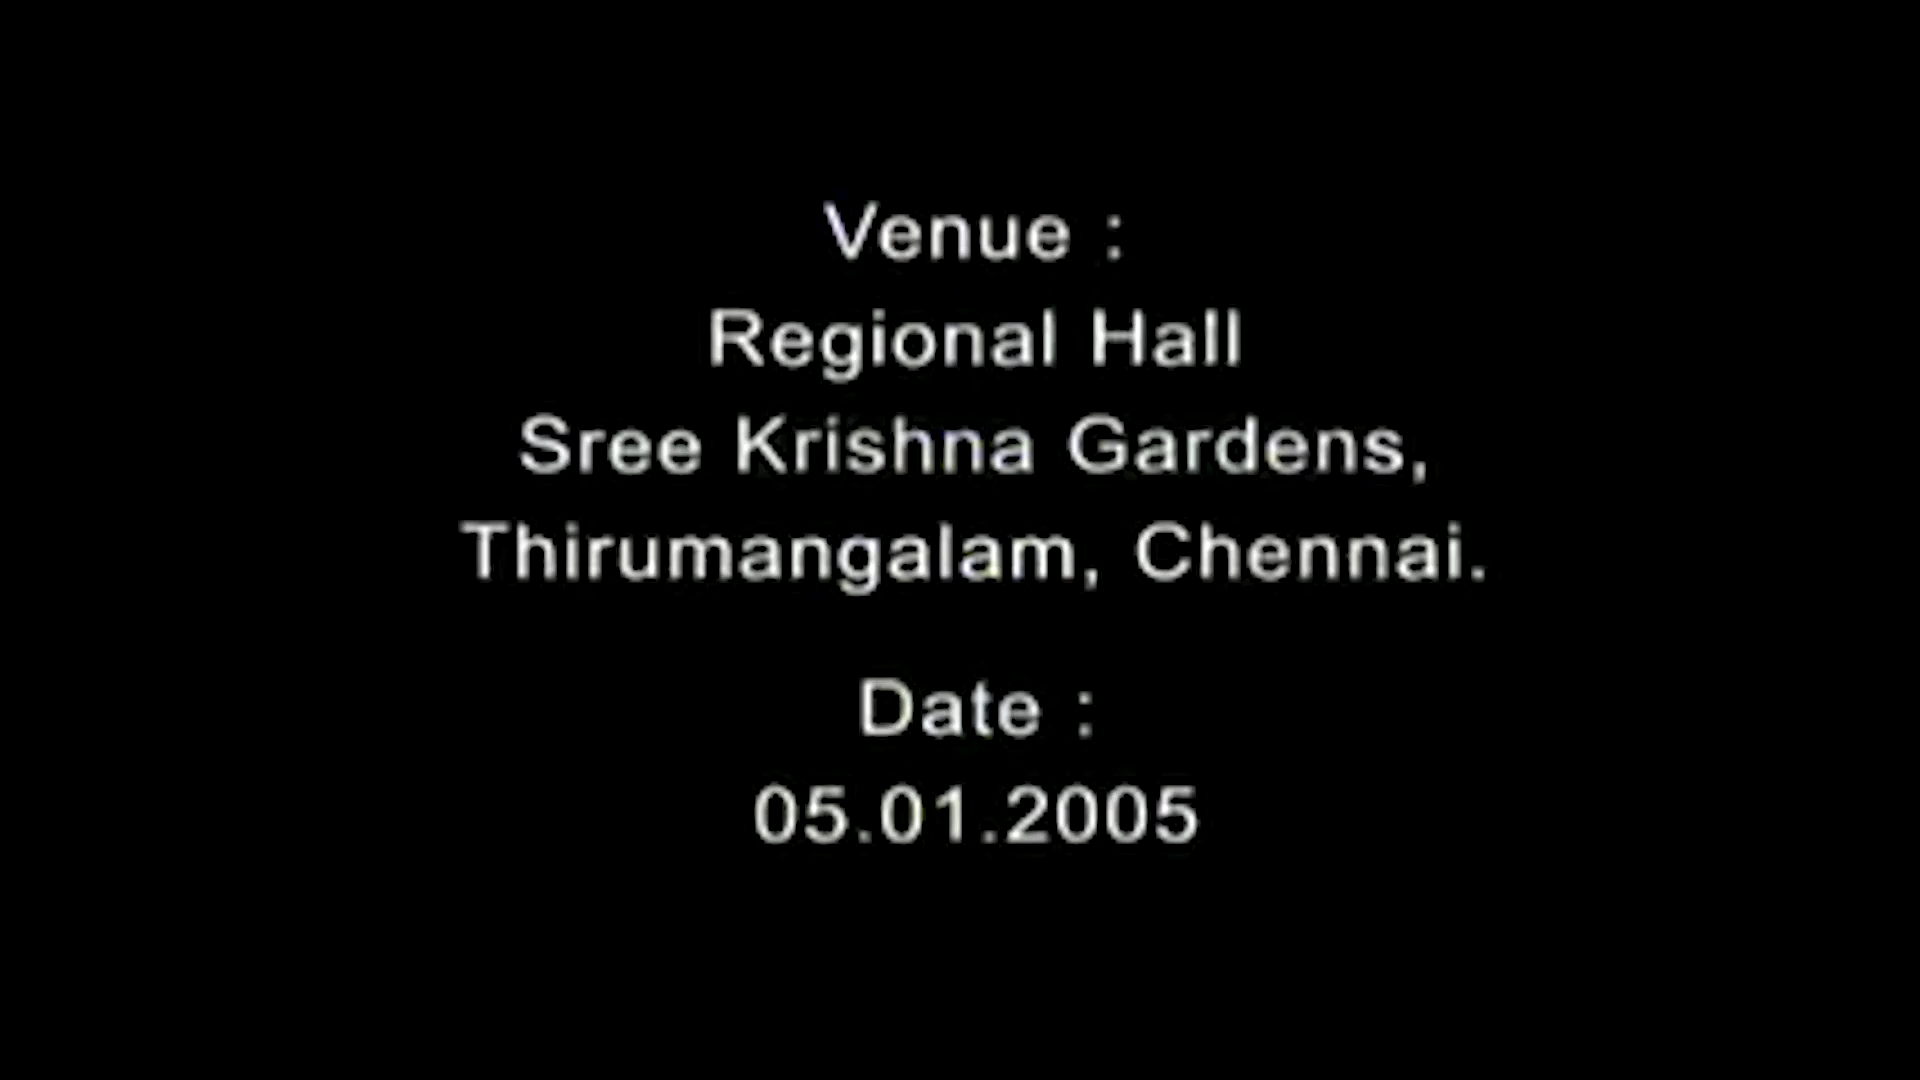 Venue :
Regional Hall
Sree Krishna Gardens,
Thirumangalam, Chennai.
Date :
05.01.2005